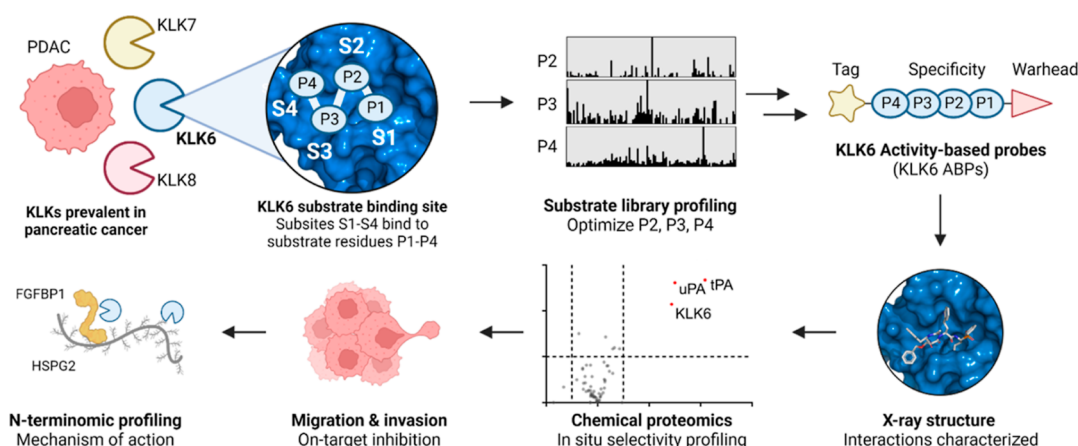 PDAC
KLK7
KLK6
KLK8
KLKs prevalent in
pancreatic cancer
S2
P4
P2
P1
S4
P3
S1
S3
KLK6 substrate binding site
Subsites S1-S4 bind to
substrate residues P1-P4
P2
P3
P4
Substrate library profiling
Optimize P2, P3, P4
Tag
Specificity
Warhead
P4 P3 P2 P1
KLK6 Activity-based probes
(KLK6 ABPs)
FGFBP1
HSPG2
N-terminomic profiling
Mechanism of action
Migration & invasion
On-target inhibition
uPA
tPA
KLK6
Chemical proteomics
In situ selectivity profiling
X-ray structure
Interactions characterized